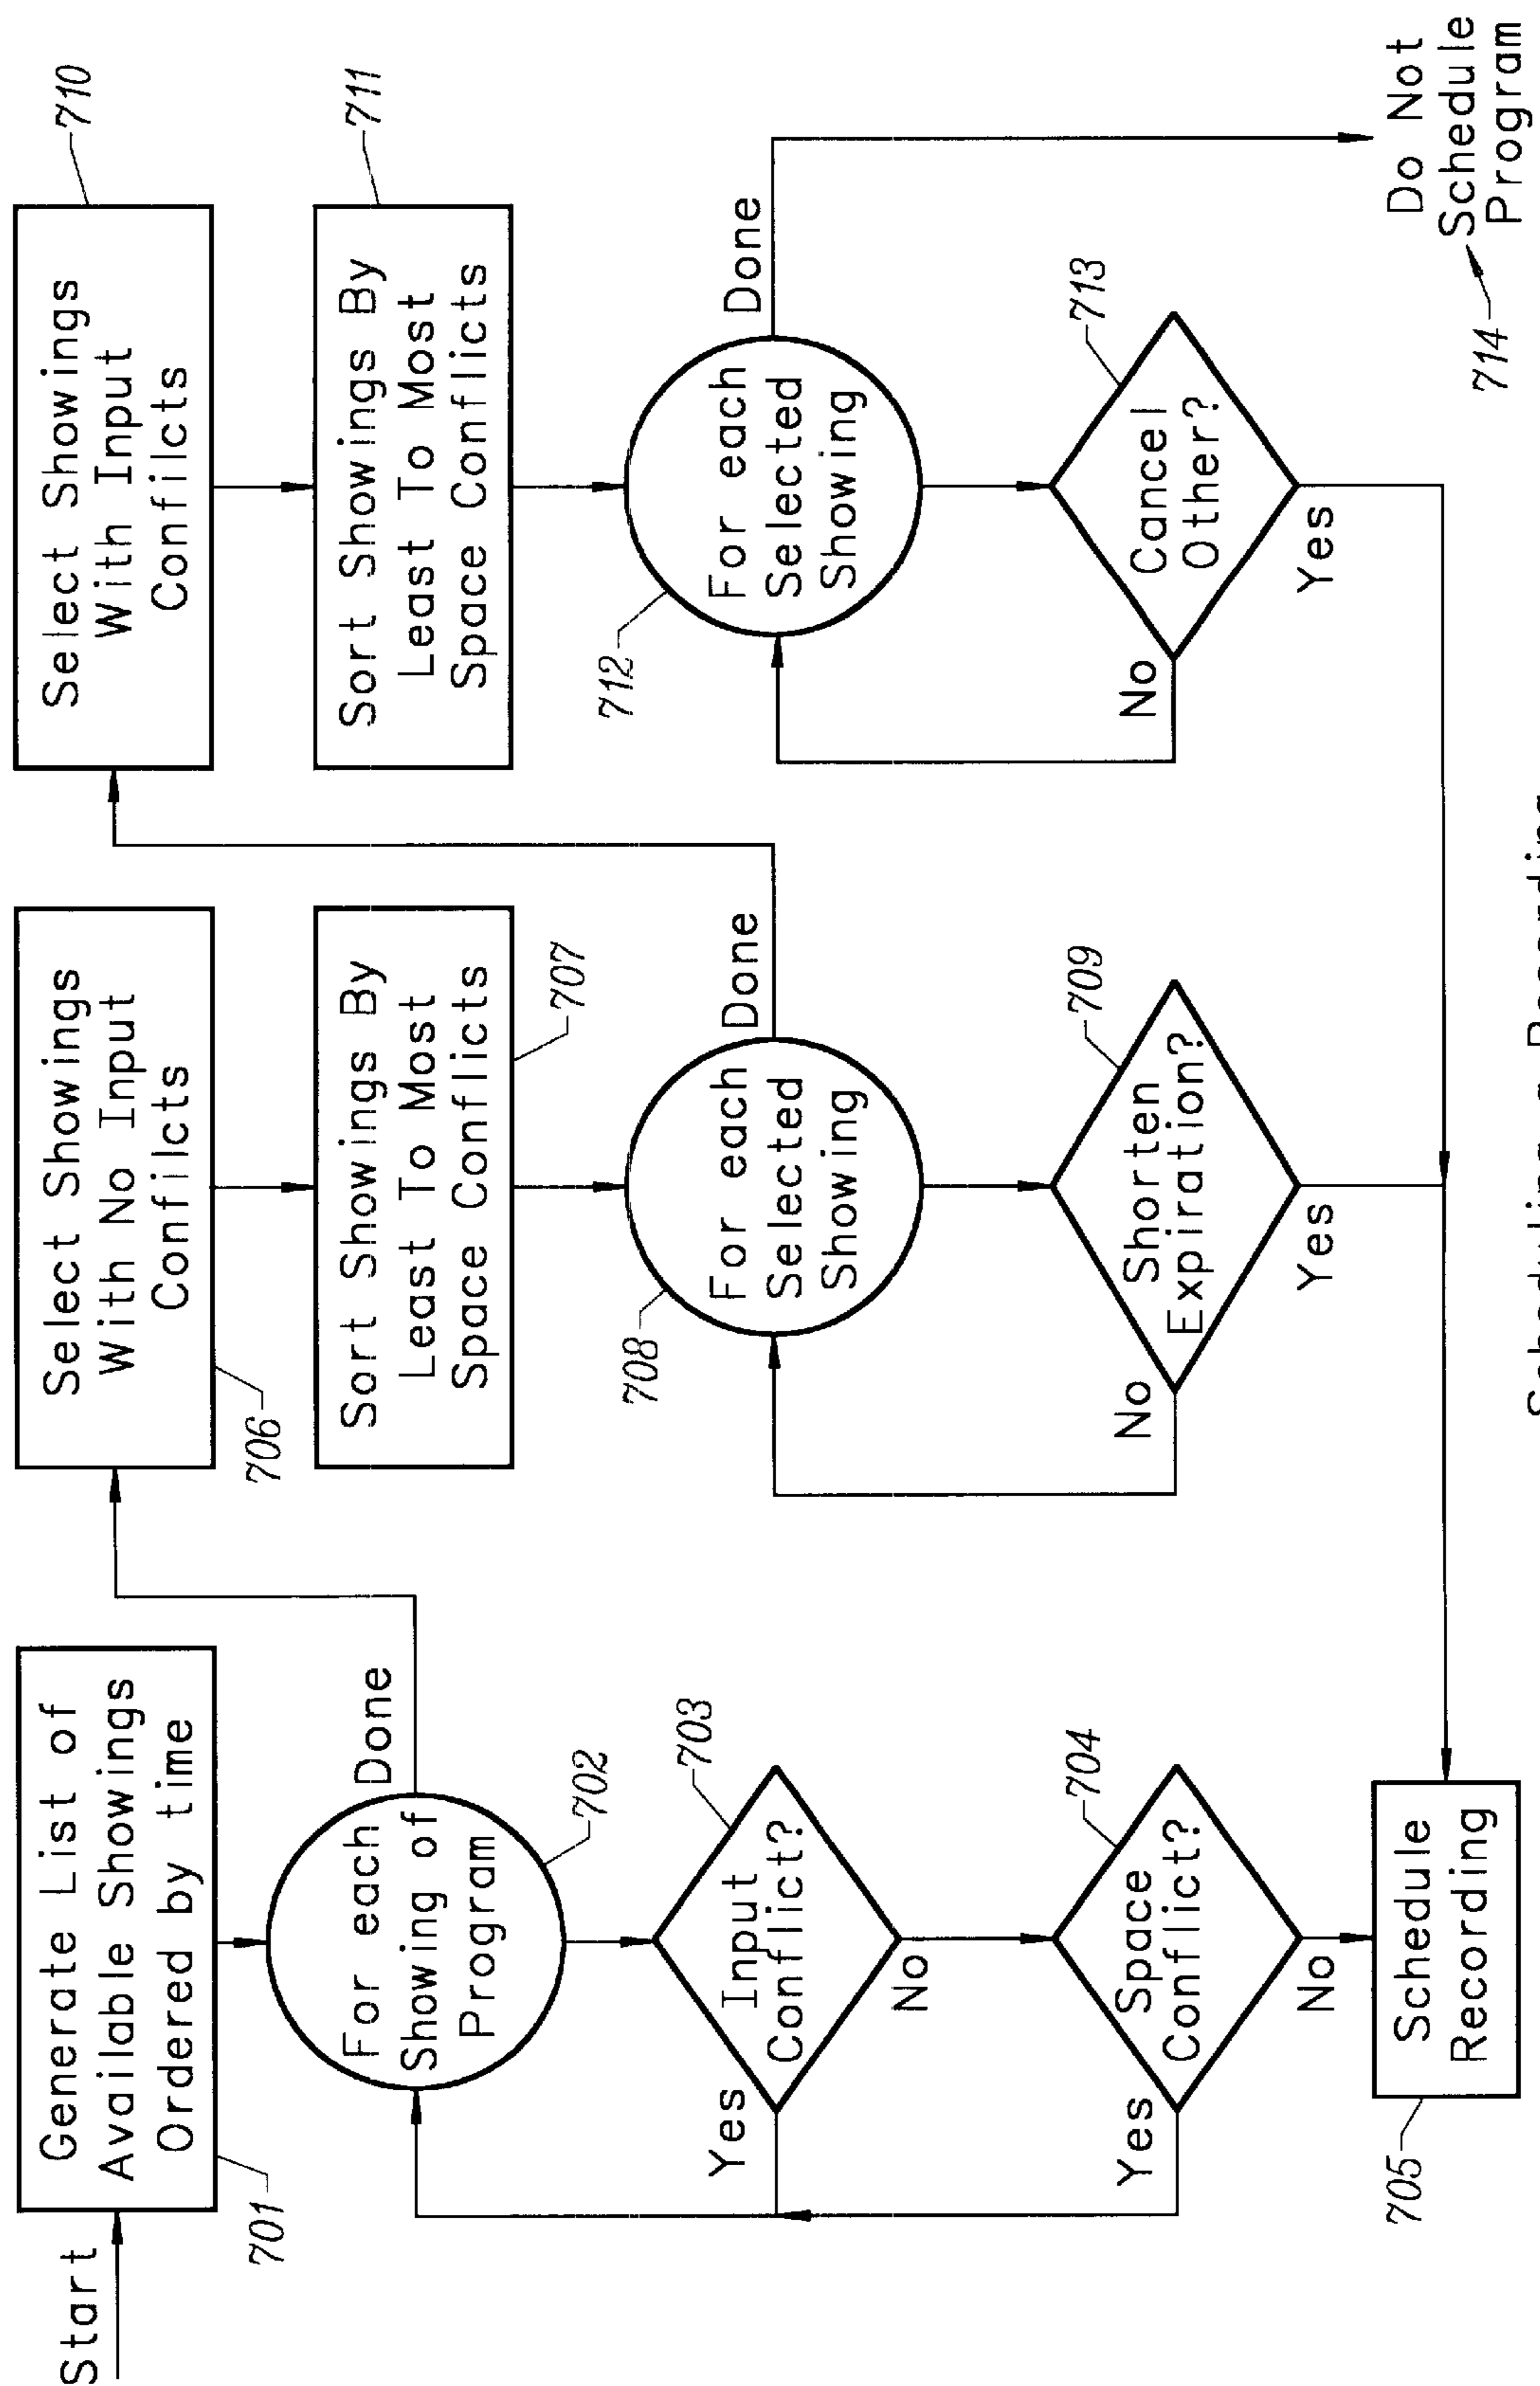 Start
Generate List of
Available Showings
Ordered by time
701
For each
Showing of
Program
702
Done
Input
Conflict?
703
Yes
No
Space
Conflict?
704
Yes
No
Schedule
Recording
705
Select Showings
With No Input
Confilcts
706
Sort Showings By
Least To Most
Space Conflicts
707
For each
Selected
Showing
708
Done
Shorten
Expiration?
709
No
Yes
Select Showings
With Input
Confilcts
710
Sort Showings By
Least To Most
Space Conflicts
711
For each
Selected
Showing
712
Done
Cancel
Other?
713
No
Yes
Do Not
Schedule
Program
714
Scheduling a Recording